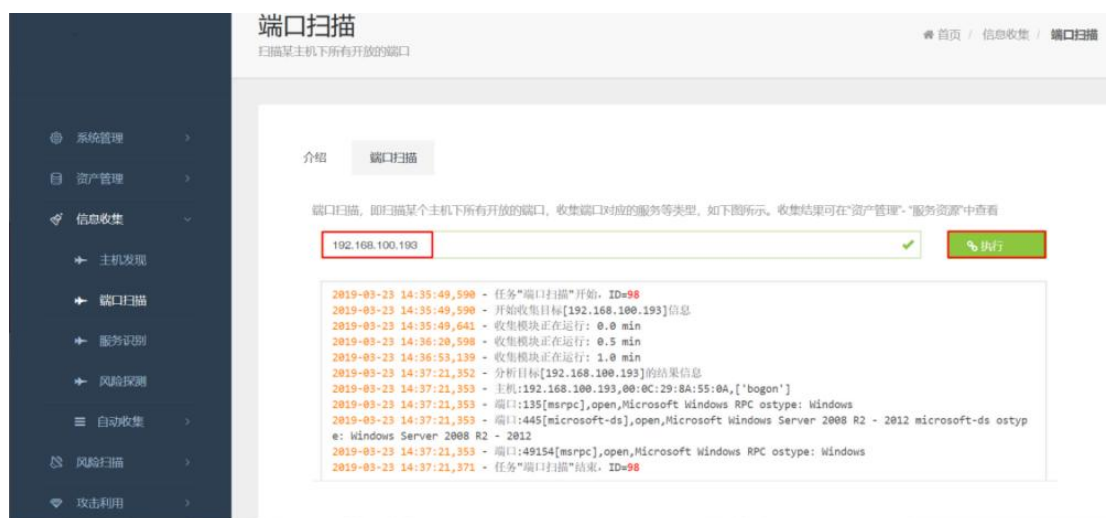 端口扫描
扫描某主机下所有开放的端口
首页 / 信息收集 / 端口扫描
系统管理
资产管理
信息收集
主机发现
端口扫描
服务识别
风险探测
自动收集
风险扫描
攻击利用
介绍 端口扫描
端口扫描，即扫描某个主机下所有开放的端口，收集端口对应的服务等类型，如下图所示。收集结果可在"资产管理"-"服务资源"中查看
192.168.100.193
执行
2019-03-23 14:35:49,590 - 任务"端口扫描"开始，ID=98
2019-03-23 14:35:49,590 - 开始收集目标[192.168.100.193]信息
2019-03-23 14:35:49,641 - 收集模块正在运行: 0.0 min
2019-03-23 14:36:20,598 - 收集模块正在运行: 0.5 min
2019-03-23 14:36:53,139 - 收集模块正在运行: 1.0 min
2019-03-23 14:37:21,352 - 分析目标[192.168.100.193]的结果信息
2019-03-23 14:37:21,353 - 主机:192.168.100.193,00:0C:29:8A:55:0A,['bogon']
2019-03-23 14:37:21,353 - 端口:135[msrpc],open,Microsoft Windows RPC ostype: Windows
2019-03-23 14:37:21,353 - 端口:445[microsoft-ds],open,Microsoft Windows Server 2008 R2 - 2012 microsoft-ds ostyp
e: Windows Server 2008 R2 - 2012
2019-03-23 14:37:21,353 - 端口:49154[msrpc],open,Microsoft Windows RPC ostype: Windows
2019-03-23 14:37:21,371 - 任务"端口扫描"结束，ID=98